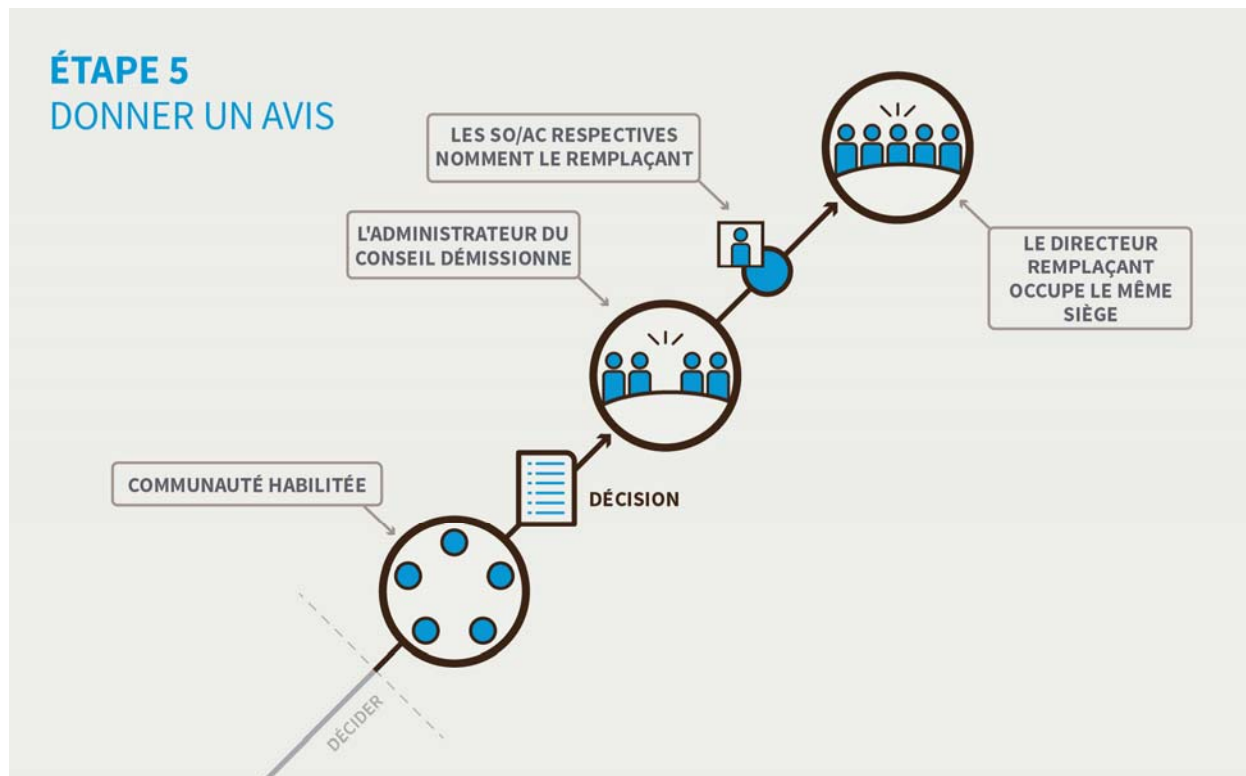 ÉTAPE 5
DONNER UN AVIS
LES SO/AC RESPECTIVES
NOMMENT LE REMPLAÇANT
L'ADMINISTRATEUR DU
CONSEIL DÉMISSIONNE
LE DIRECTEUR
REMPLAÇANT
OCCUPE LE MÊME
SIÈGE
COMMUNAUTÉ HABILITÉE
DÉCISION
DÉCIDER